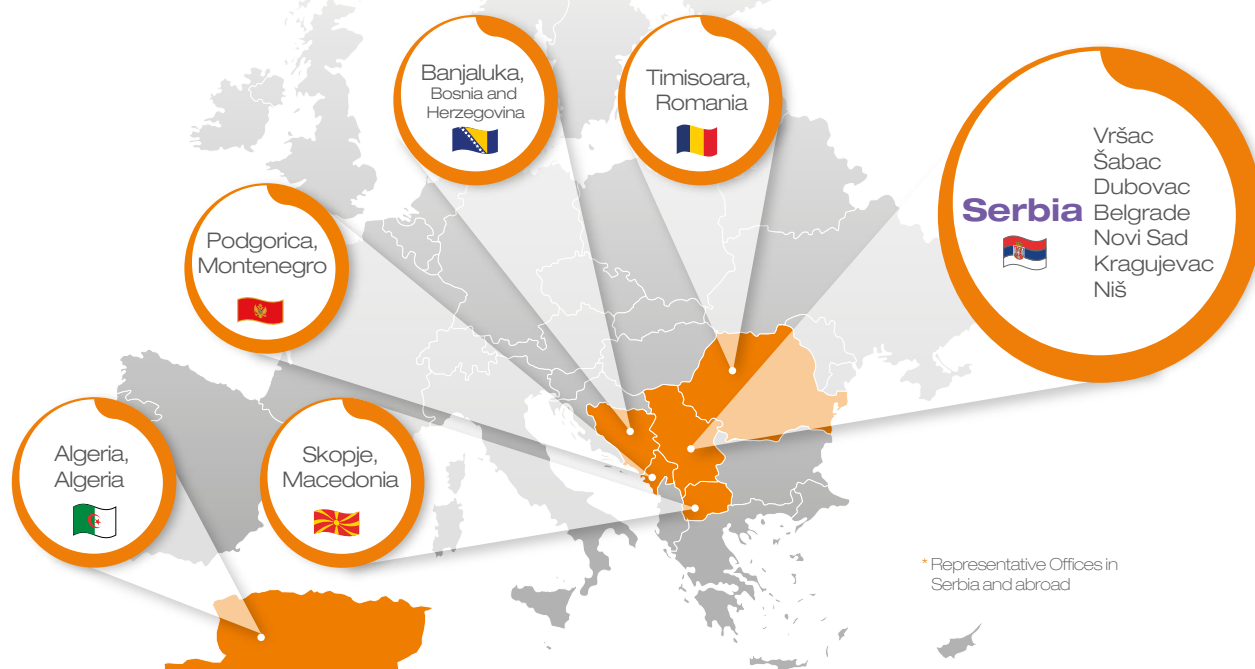 Banjaluka,
Bosnia and
Herzegovina
Timisoara,
Romania
Serbia
Vršac
Šabac
Dubovac
Belgrade
Novi Sad
Kragujevac
Niš
Podgorica,
Montenegro
Algeria,
Algeria
Skopje,
Macedonia
* Representative Offices in
Serbia and abroad